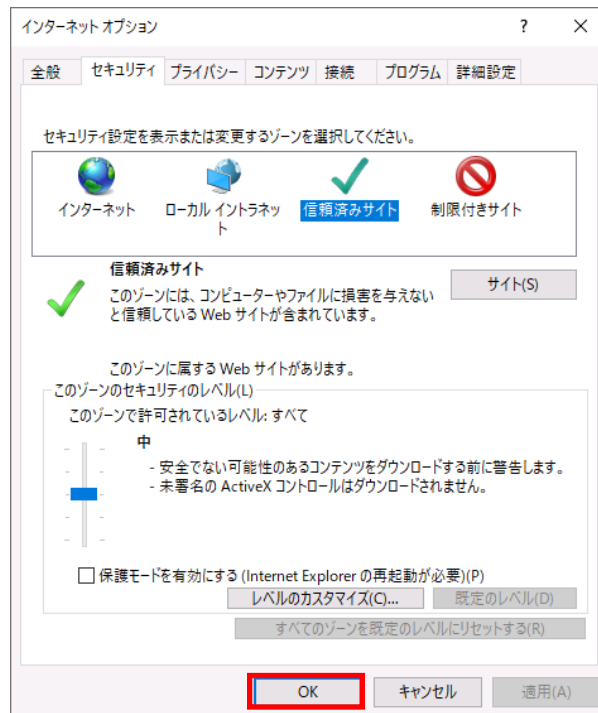 インターネット オプション ?
全般 セキュリティ プライバシー コンテンツ 接続 プログラム 詳細設定
セキュリティ設定を表示または変更するゾーンを選択してください。
インターネット ローカル イントラネッ 信頼済みサイト 制限付きサイト
ト
信頼済みサイト
サイト(S)
このゾーンには、コンピューターやファイルに損害を与えない
と信頼している Web サイトが含まれています。
このゾーンに属する Web サイトがあります。
このゾーンのセキュリティのレベル(L)
このゾーンで許可されているレベル: すべて
中
- 安全でない可能性のあるコンテンツをダウンロードする前に警告します。
- 未署名の ActiveX コントロールはダウンロードされません。
保護モードを有効にする (Internet Explorer の再起動が必要)(P)
レベルのカスタマイズ(C)... 既定のレベル(D)
すべてのゾーンを既定のレベルにリセットする(R)
OK キャンセル 適用(A)